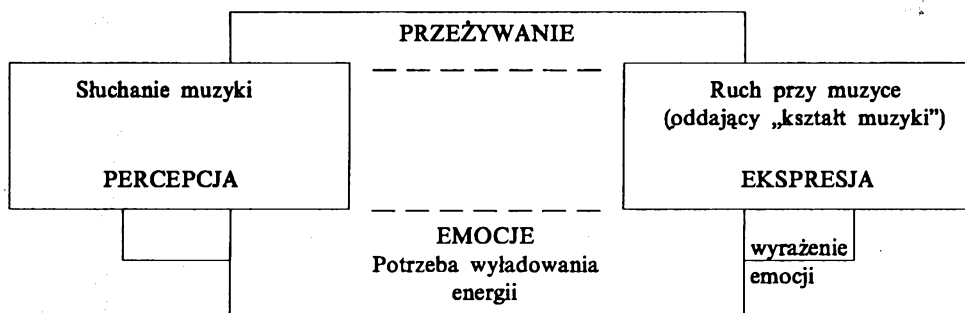 PRZEŻYWANIE
Słuchanie muzyki
PERCEPCJA
Ruch przy muzyce
(oddający „kształt muzyki”)
EKSPRESJA
EMOCJE
Potrzeba wyładowania
energii
wyrażenie
emocji